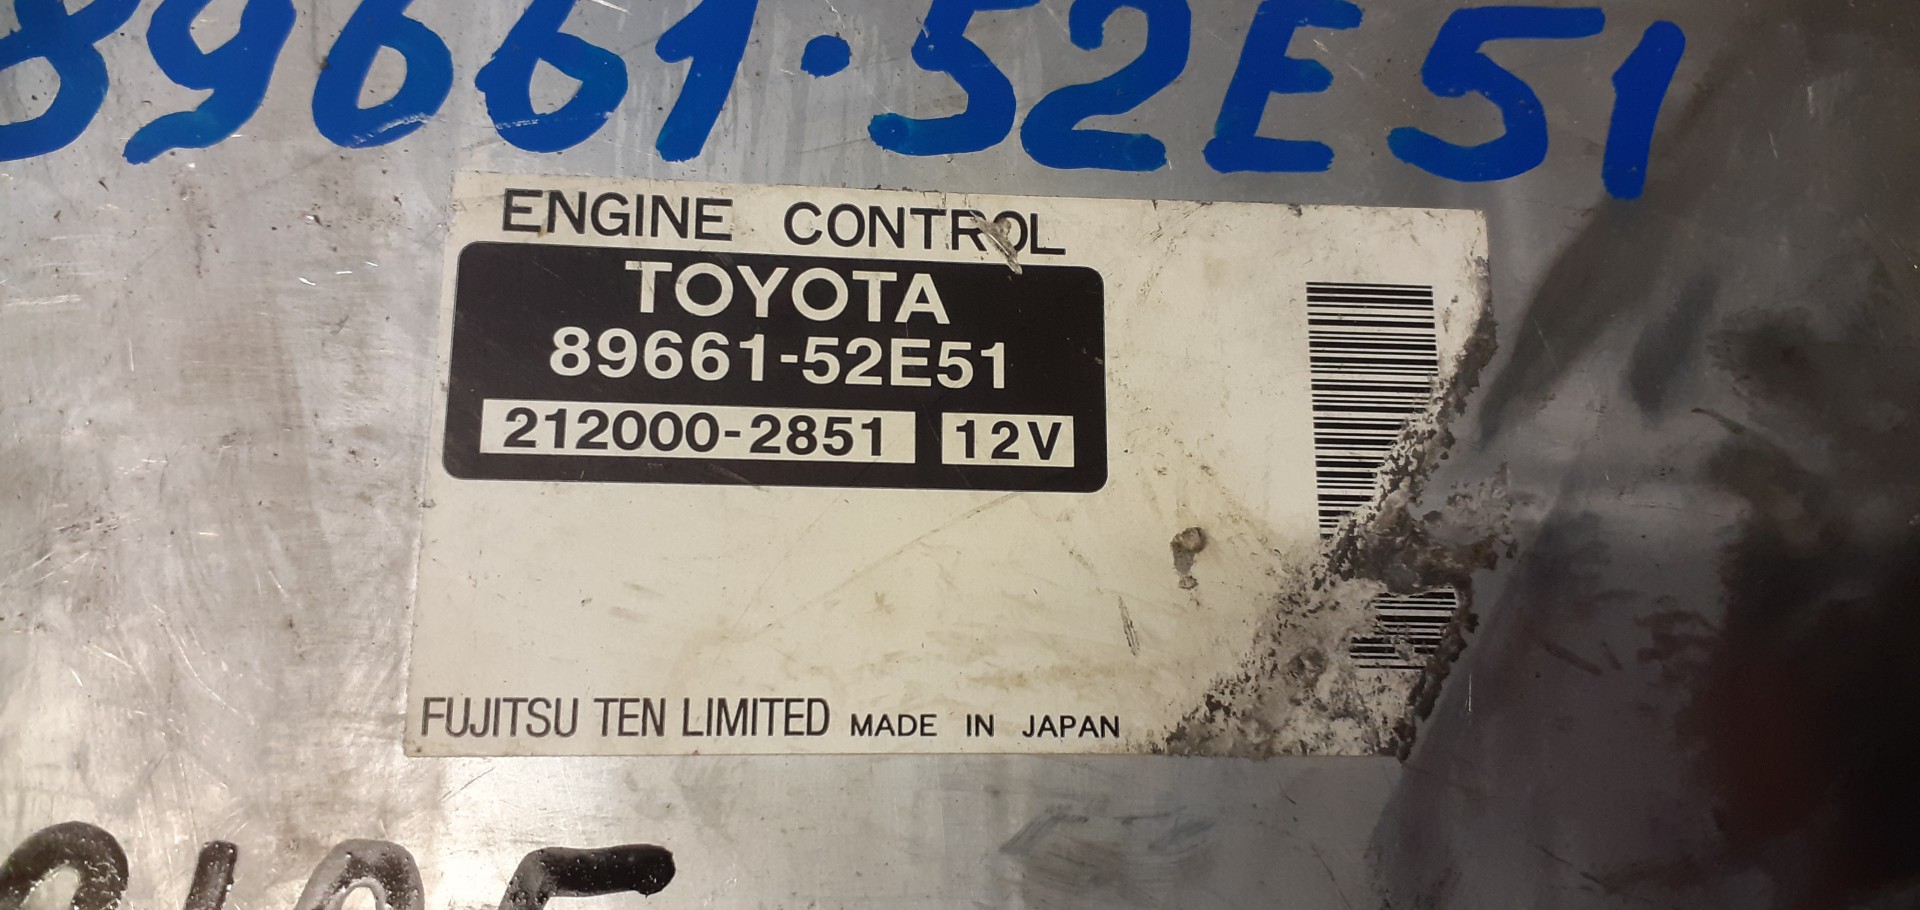 89661·52E51
ENGINE CONTROL
TOYOTA
89661-52E51
212000-2851 12V
FUJITSU TEN LIMITED MADE IN JAPAN